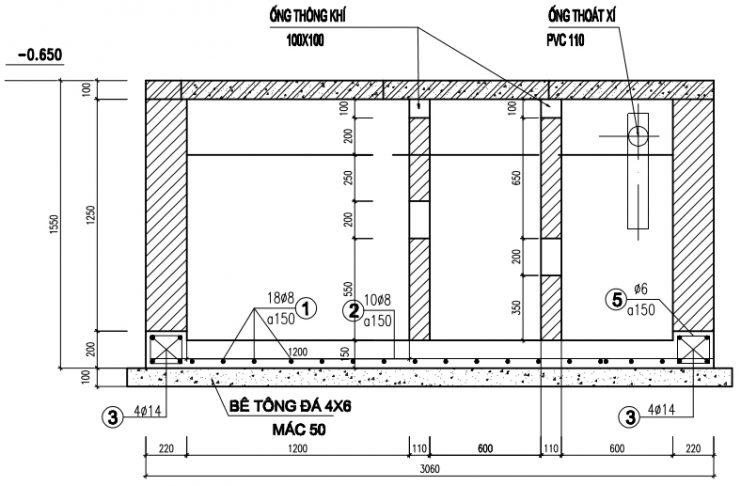 ỐNG THÔNG KHÍ
100X100
ỐNG THOÁT XÍ
PVC 110
-0.650
100
1250
1550
200
100
100
200
250
200
550
150
100
650
200
350
18ø8
a150
1
1200
2
10ø8
a150
5
ø6
a150
3
4ø14
BÊ TÔNG ĐÁ 4X6
MÁC 50
3
4ø14
220
1200
110
600
110
600
220
3060